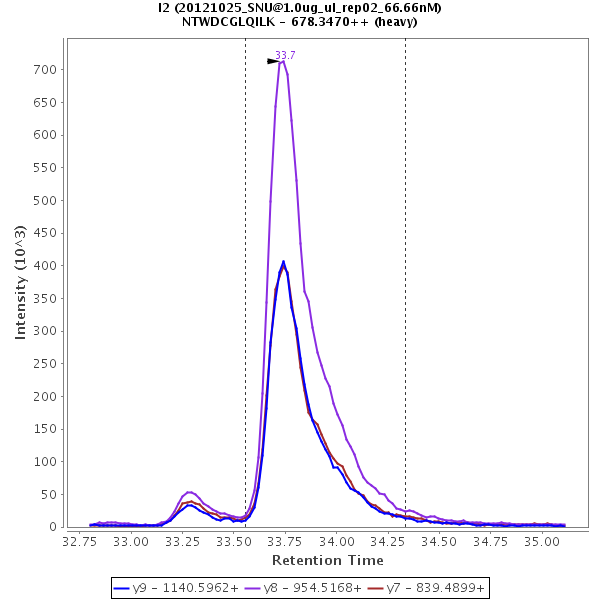 I2 (20121025_SNU@1.0ug_ul_rep02_66.66nM)
NTWDCGLQILK - 678.3470++ (heavy)
33.7
700
650
600
550
500
450
400
350
300
250
200
150
100
50
0
Intensity (10^3)
32.75 33.00 33.25 33.50 33.75 34.00 34.25 34.50 34.75 35.00
Retention Time
y9 - 1140.5962+ y8 - 954.5168+ y7 - 839.4899+